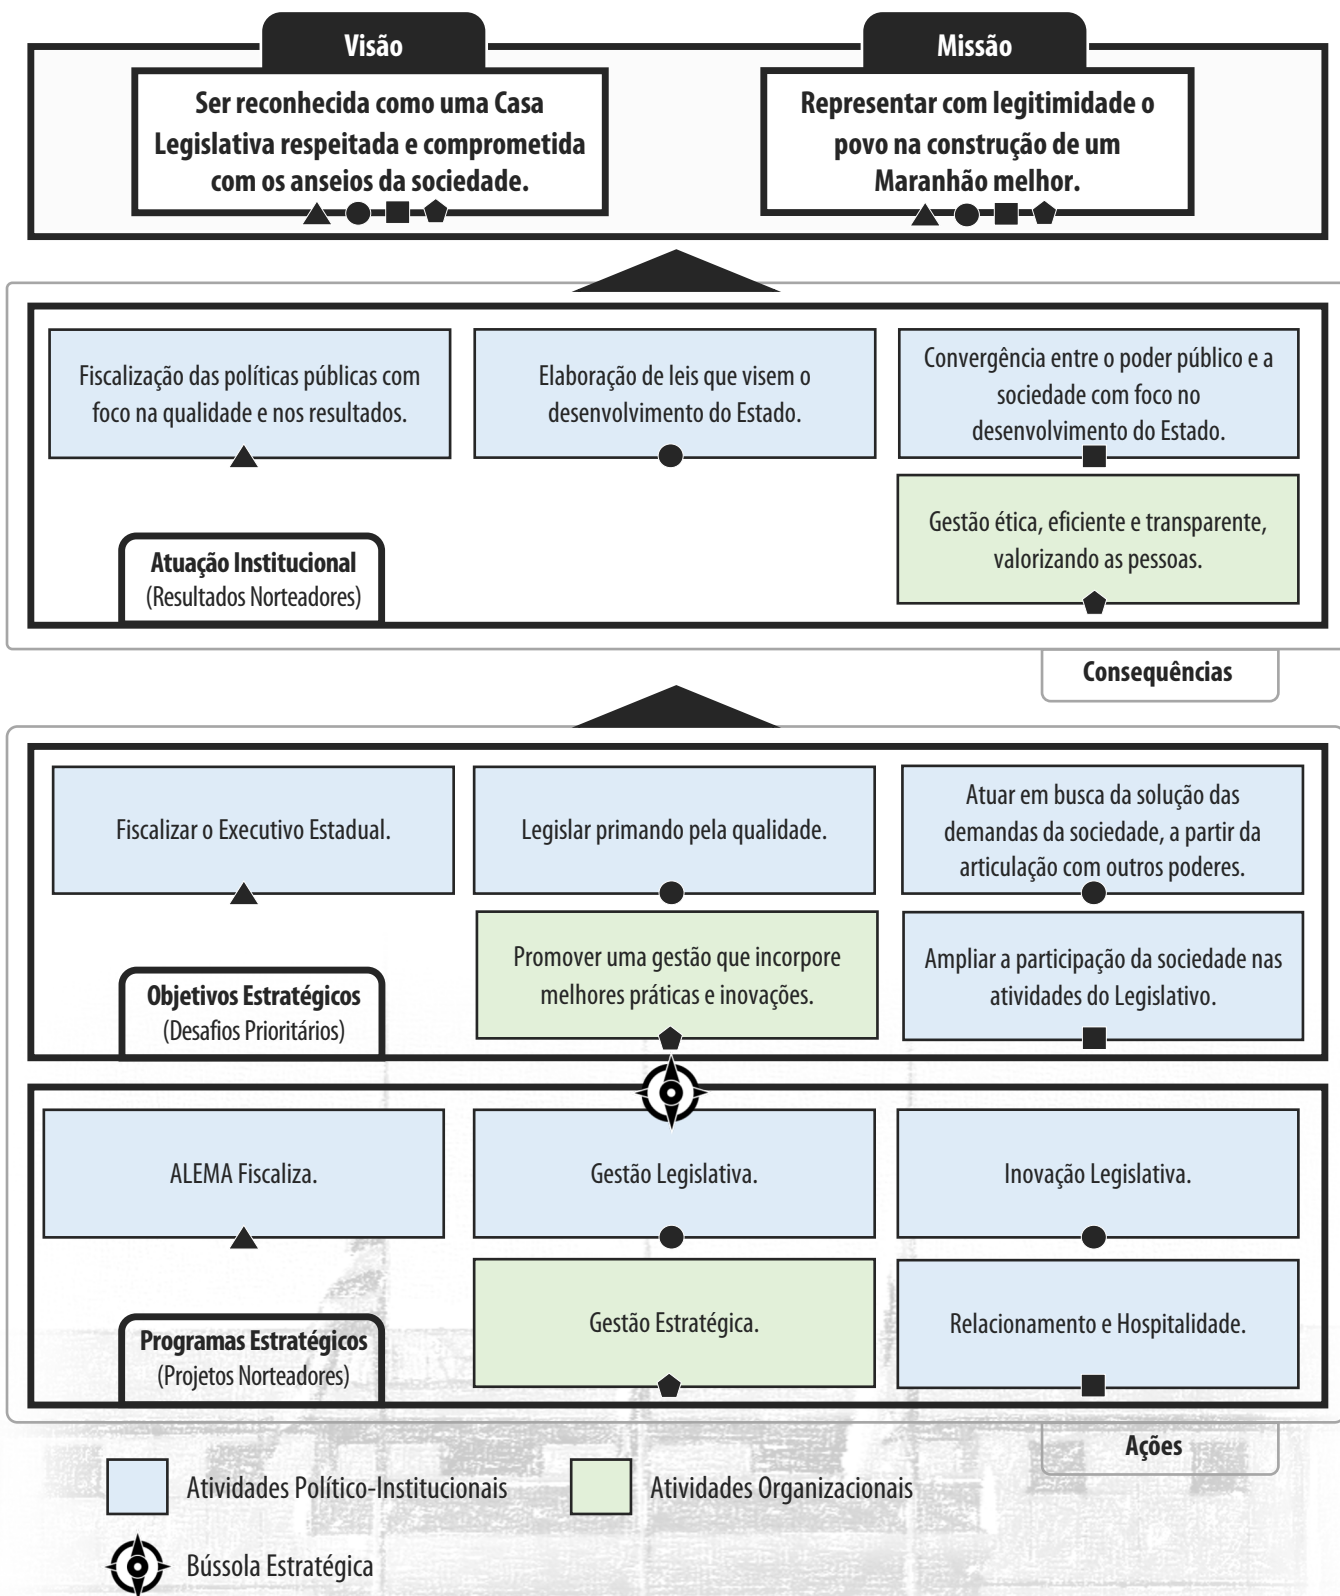 Visão
Ser reconhecida como uma Casa
Legislativa respeitada e comprometida
com os anseios da sociedade.
Missão
Representar com legitimidade o
povo na construção de um
Maranhão melhor.
Fiscalização das políticas públicas com
foco na qualidade e nos resultados.
Elaboração de leis que visem o
desenvolvimento do Estado.
Convergência entre o poder público e a
sociedade com foco no
desenvolvimento do Estado.
Gestão ética, eficiente e transparente,
valorizando as pessoas.
Atuação Institucional
(Resultados Norteadores)
Consequências
Fiscalizar o Executivo Estadual.
Legislar primando pela qualidade.
Atuar em busca da solução das
demandas da sociedade, a partir da
articulação com outros poderes.
Promover uma gestão que incorpore
melhores práticas e inovações.
Ampliar a participação da sociedade nas
atividades do Legislativo.
Objetivos Estratégicos
(Desafios Prioritários)
ALEMA Fiscaliza.
Gestão Legislativa.
Inovação Legislativa.
Gestão Estratégica.
Relacionamento e Hospitalidade.
Programas Estratégicos
(Projetos Norteadores)
Ações
Atividades Político-Institucionais
Atividades Organizacionais
Bússola Estratégica